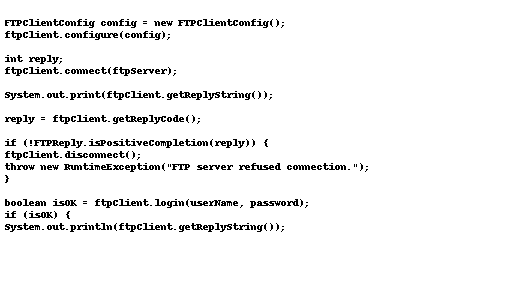 FTPClientConfig config = new FTPClientConfig();
ftpClient.configure(config);
int reply;
ftpClient.connect(ftpServer);
System.out.print(ftpClient.getReplyString());
reply = ftpClient.getReplyCode();
if (!FTPReply.isPositiveCompletion(reply)) {
ftpClient.disconnect();
throw new RuntimeException("FTP server refused connection.");
}
boolean isOK = ftpClient.login(userName, password);
if (isOK) {
System.out.println(ftpClient.getReplyString());